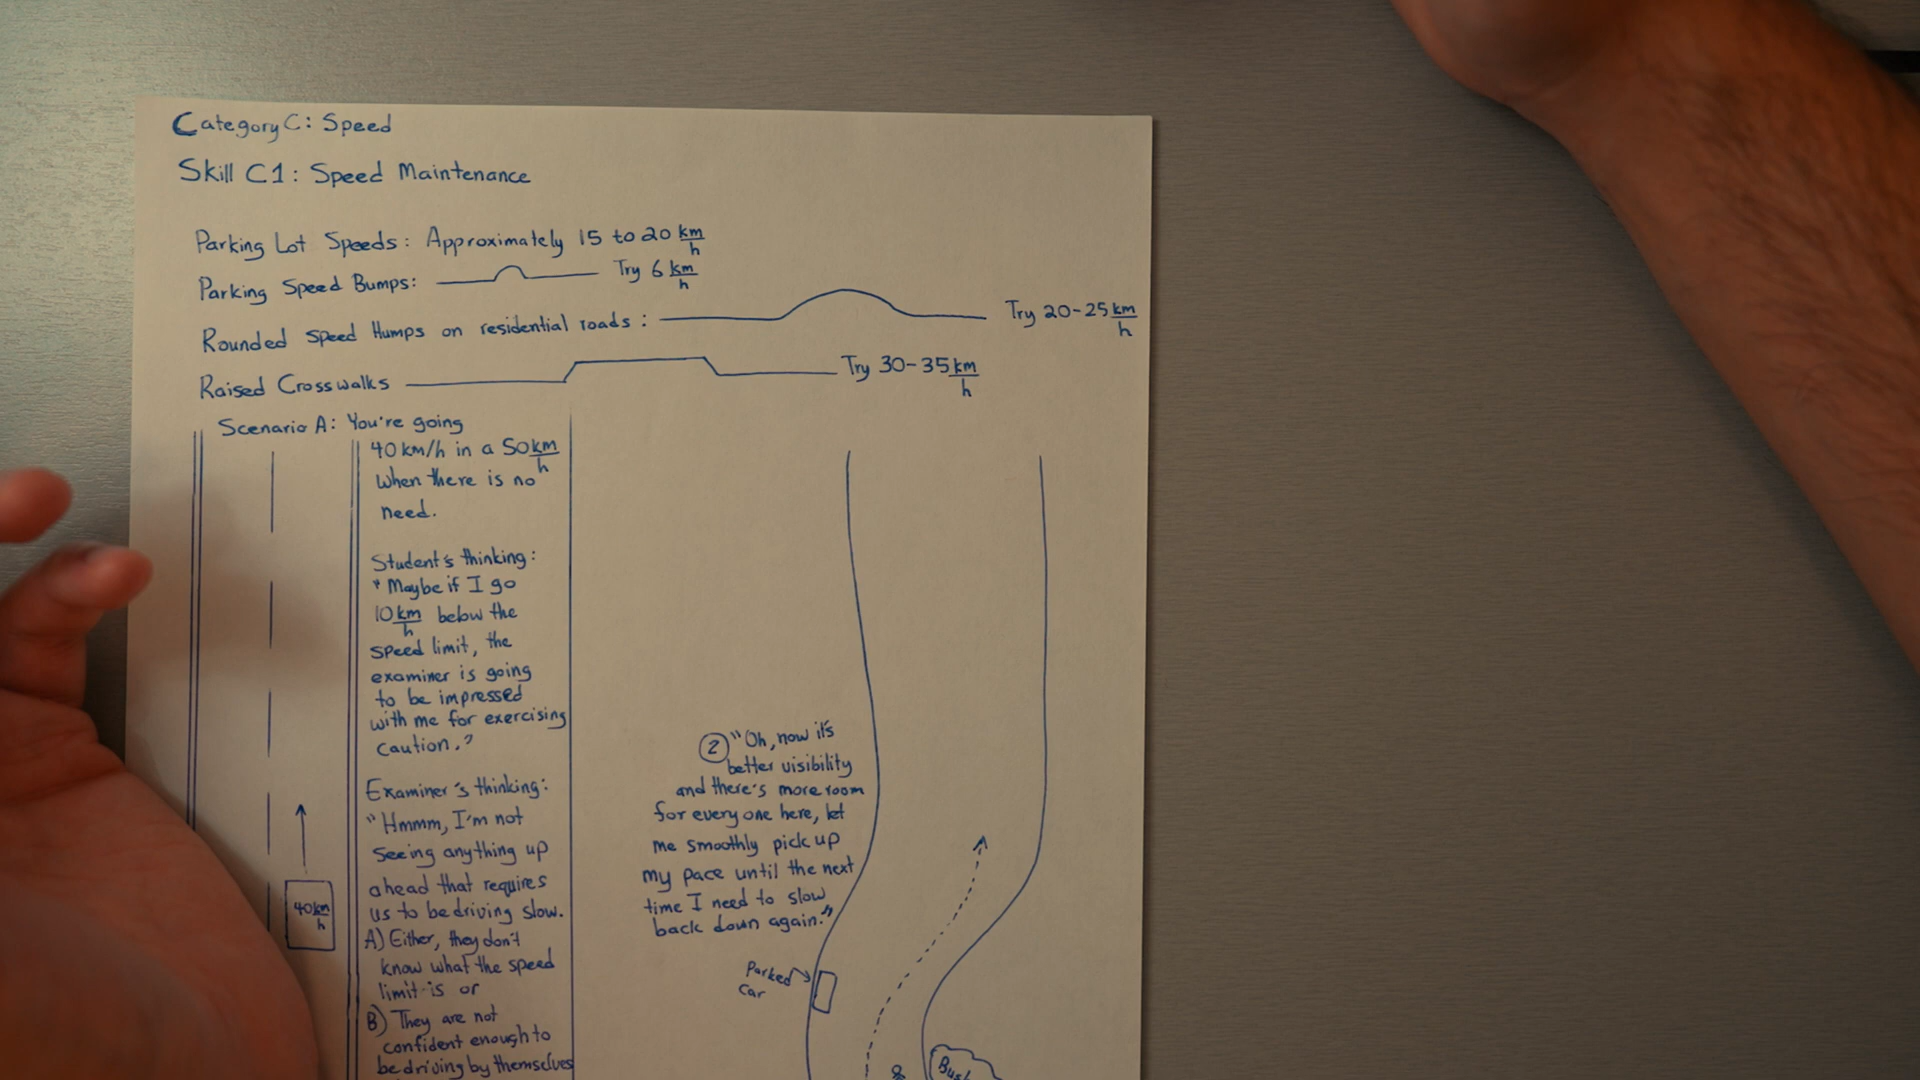 Category C: Speed
Skill C1: Speed Maintenance
Parking Lot Speeds: Approximately 15 to 20 km/h
Parking Speed Bumps: Try 6 km/h
Rounded Speed Humps on residential roads: Try 20-25 km/h
Raised Crosswalks Try 30-35 km/h
Scenario A: You're going
40 km/h in a 50 km/h
when there is no
need.
Student's thinking:
"Maybe if I go
10 km/h below the
speed limit, the
examiner is going
to be impressed
with me for exercising
caution."
Examiner's thinking:
"Hmmm, I'm not
seeing anything up
ahead that requires
us to be driving slow.
A) Either, they don't
know what the speed
limit is or
B) They are not
confident enough to
be driving by themselves
40 km/h
2 "Oh, now it's
better visibility
and there's more room
for everyone here, let
me smoothly pick up
my pace until the next
time I need to slow
back down again."
Parked
Car
Bush